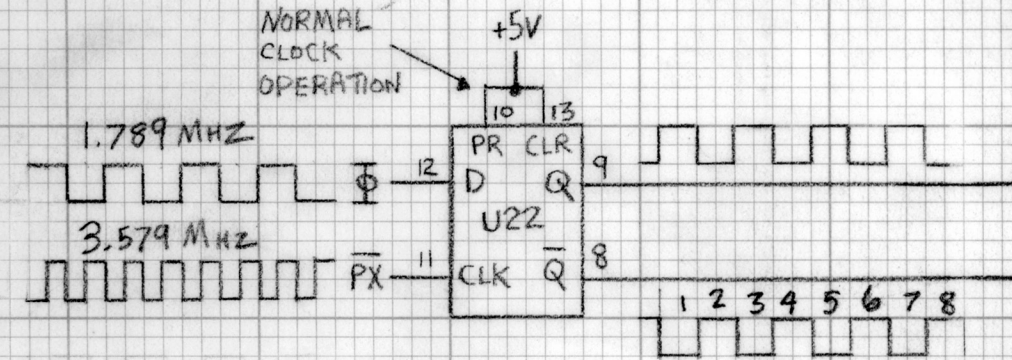 NORMAL
CLOCK
OPERATION
+5V
10 13
1.789 MHZ
PR CLR
12
9
Φ
D
Q
U22
3.579 MHZ
11
8
P̅X̅
CLK
Q̅
1 2 3 4 5 6 7 8